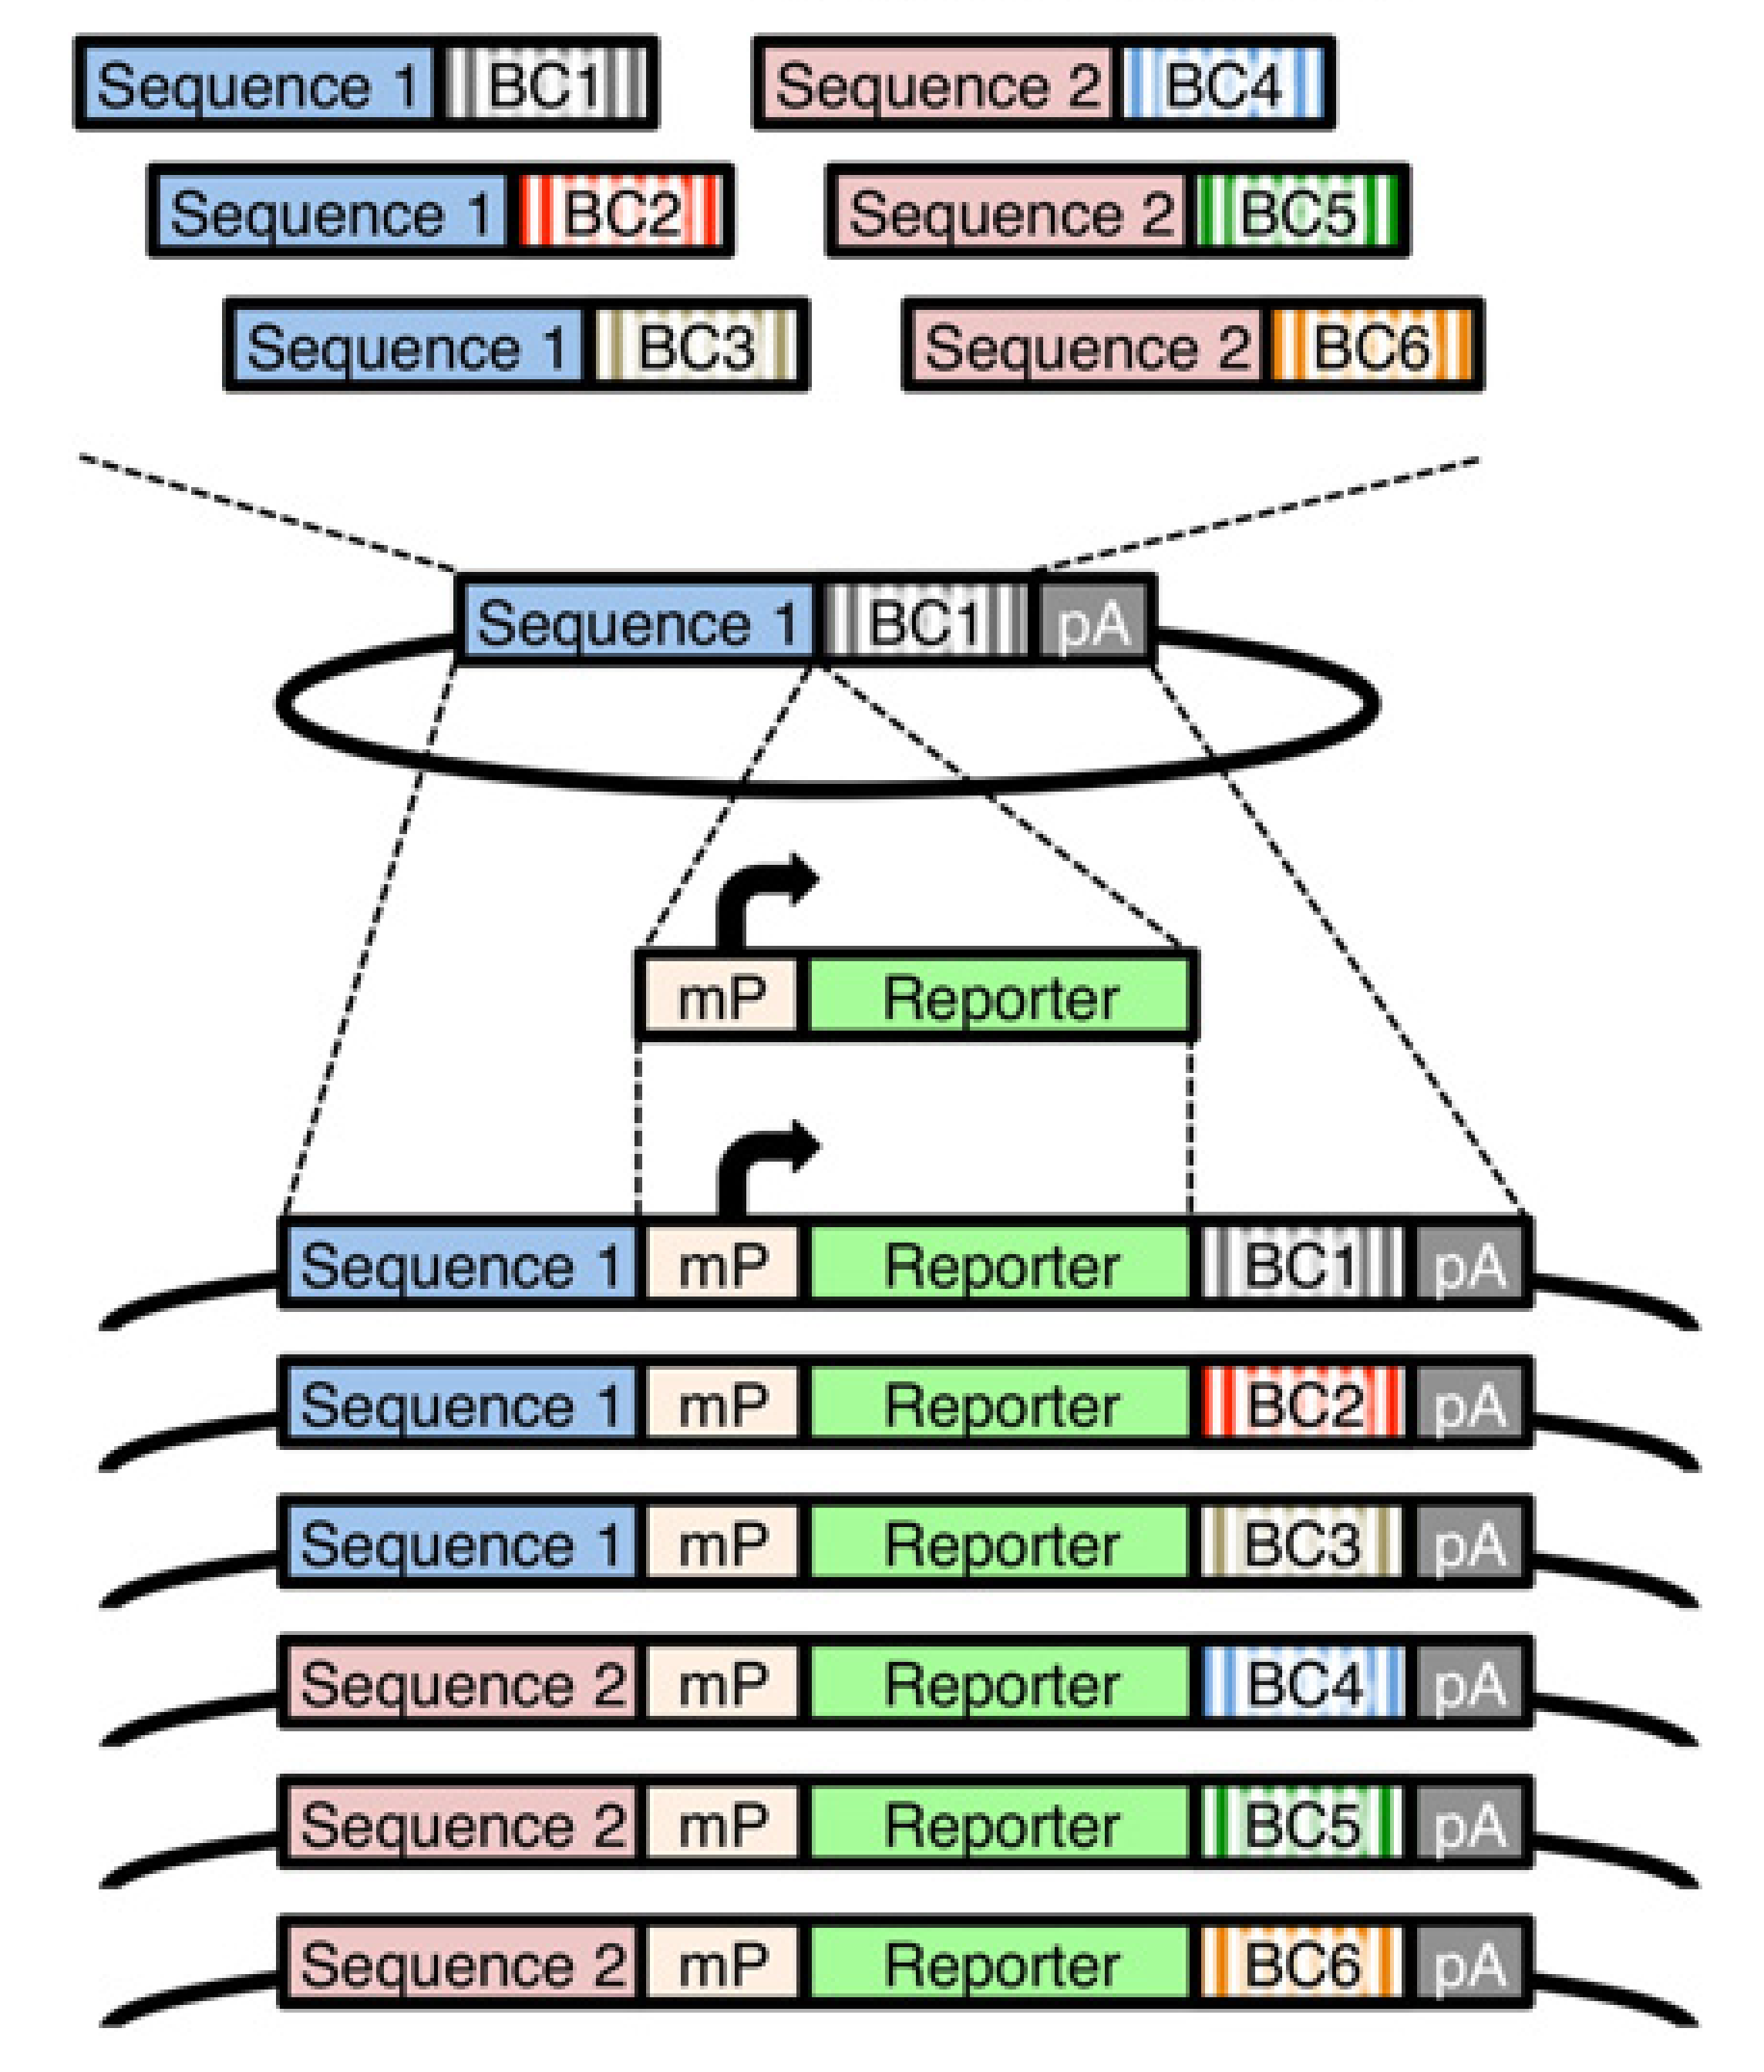 Sequence 1 BC1 Sequence 2 BC4
Sequence 1 BC2 Sequence 2 BC5
Sequence 1 BC3 Sequence 2 BC6
Sequence 1 BC1 pA
mP Reporter
Sequence 1 mP Reporter BC1 pA
Sequence 1 mP Reporter BC2 pA
Sequence 1 mP Reporter BC3 pA
Sequence 2 mP Reporter BC4 pA
Sequence 2 mP Reporter BC5 pA
Sequence 2 mP Reporter BC6 pA